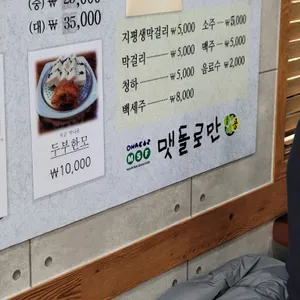 (중) ₩ 25,000
(대) ₩ 35,000
두부한모
₩10,000
지평생막걸리 ₩5,000
막걸리 ₩5,000
청하 ₩5,000
백세주 ₩8,000
소주 ₩5,000
맥주 ₩5,000
음료수 ₩2,000
맷돌로만